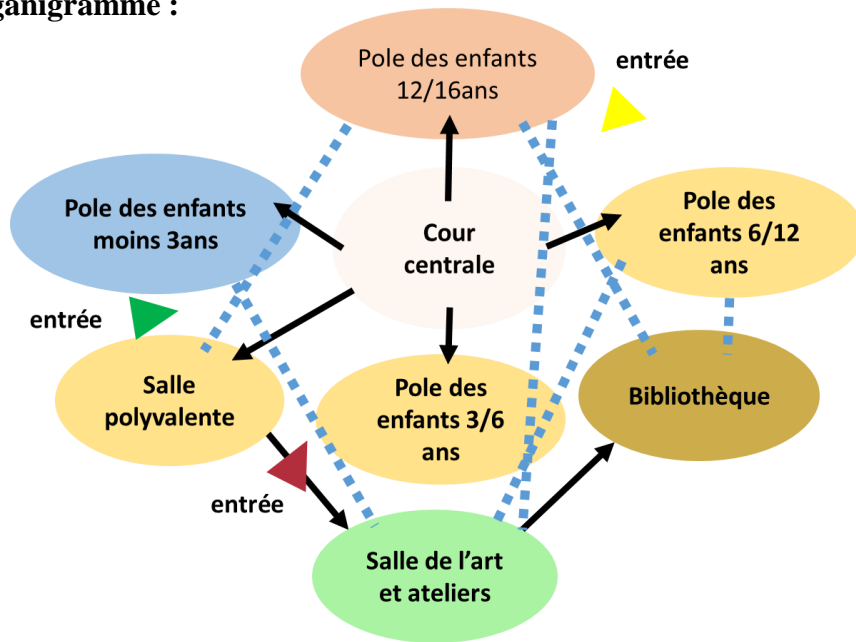 ganigramme :
Pole des enfants
12/16ans
entrée
Pole des enfants
moins 3ans
Cour
centrale
Pole des
enfants 6/12
ans
entrée
Salle
polyvalente
Pole des
enfants 3/6
ans
Bibliothèque
entrée
Salle de l’art
et ateliers